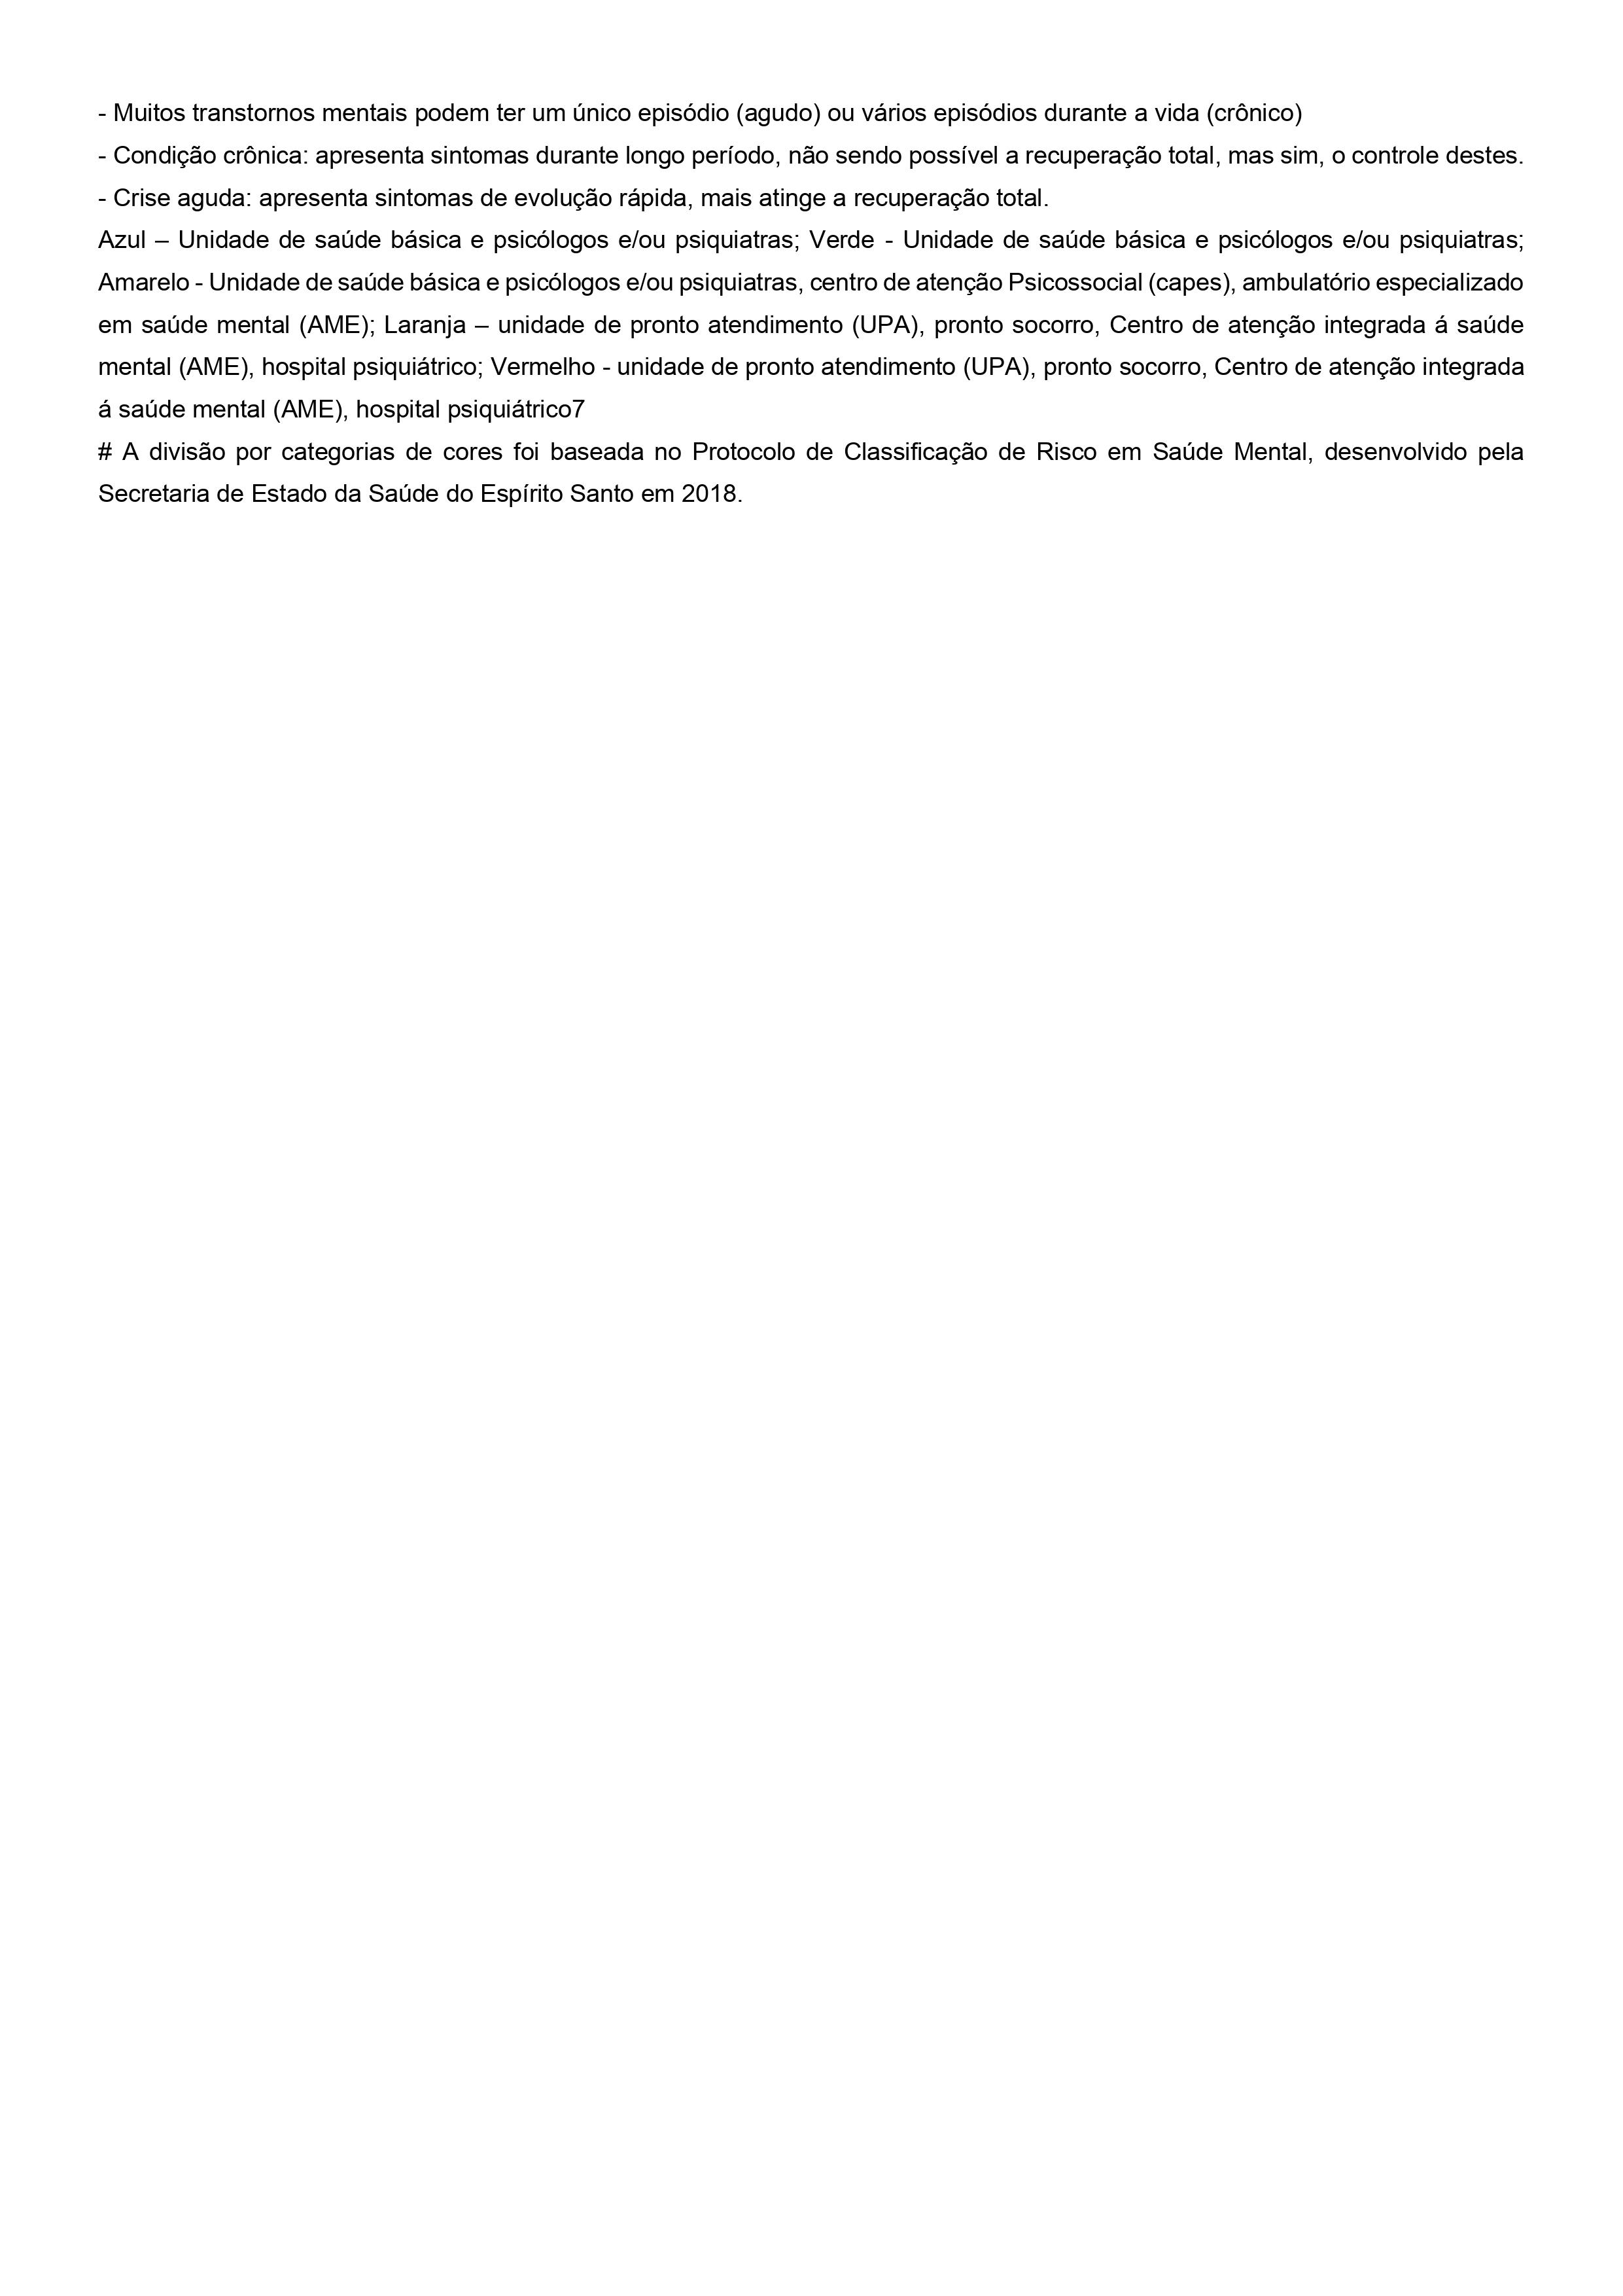 - Muitos transtornos mentais podem ter um único episódio (agudo) ou vários episódios durante a vida (crônico)
- Condição crônica: apresenta sintomas durante longo período, não sendo possível a recuperação total, mas sim, o controle destes.
- Crise aguda: apresenta sintomas de evolução rápida, mais atinge a recuperação total.
Azul – Unidade de saúde básica e psicólogos e/ou psiquiatras; Verde - Unidade de saúde básica e psicólogos e/ou psiquiatras;
Amarelo - Unidade de saúde básica e psicólogos e/ou psiquiatras, centro de atenção Psicossocial (capes), ambulatório especializado
em saúde mental (AME); Laranja – unidade de pronto atendimento (UPA), pronto socorro, Centro de atenção integrada á saúde
mental (AME), hospital psiquiátrico; Vermelho - unidade de pronto atendimento (UPA), pronto socorro, Centro de atenção integrada
á saúde mental (AME), hospital psiquiátrico7
# A divisão por categorias de cores foi baseada no Protocolo de Classificação de Risco em Saúde Mental, desenvolvido pela
Secretaria de Estado da Saúde do Espírito Santo em 2018.